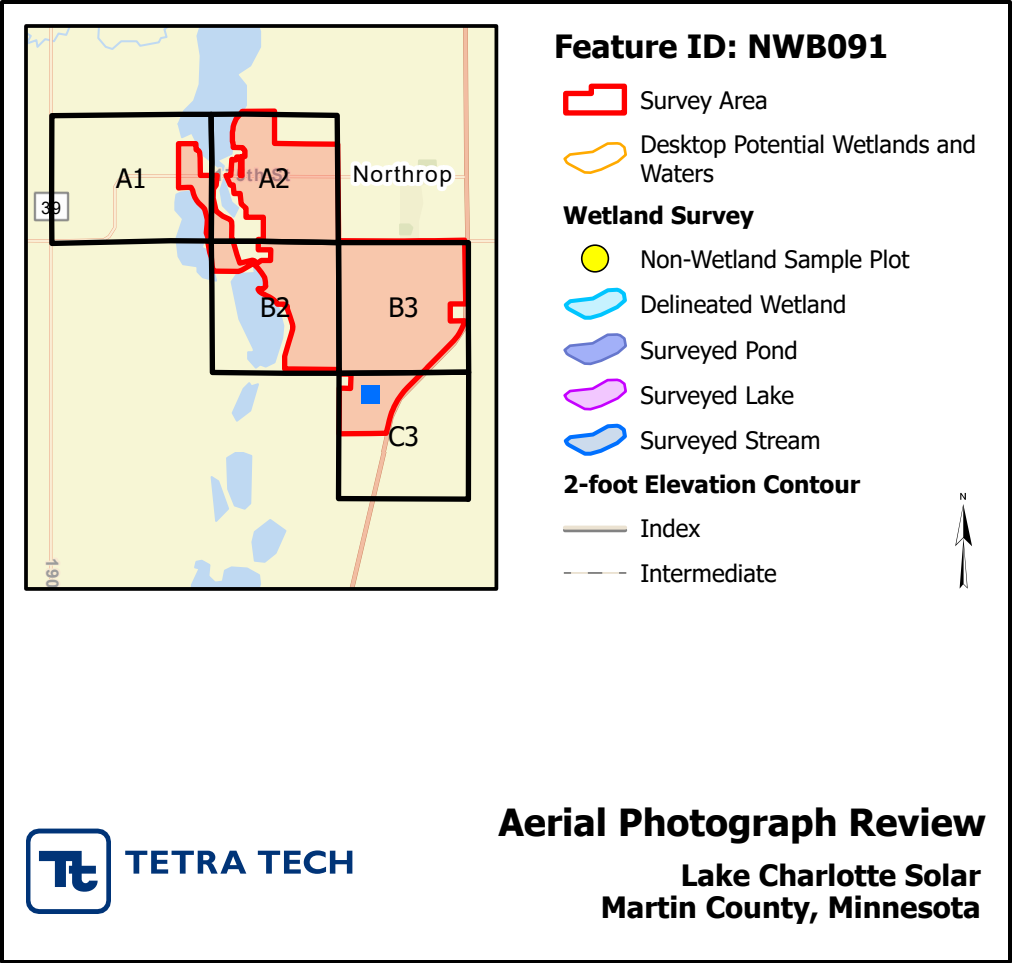 Feature ID: NWB091
Survey Area
Desktop Potential Wetlands and
Waters
Wetland Survey
Non-Wetland Sample Plot
Delineated Wetland
Surveyed Pond
Surveyed Lake
Surveyed Stream
2-foot Elevation Contour
Index
Intermediate
N
A1
A2
Northrop
39
B2
B3
C3
190
Tt
TETRA TECH
Aerial Photograph Review
Lake Charlotte Solar
Martin County, Minnesota